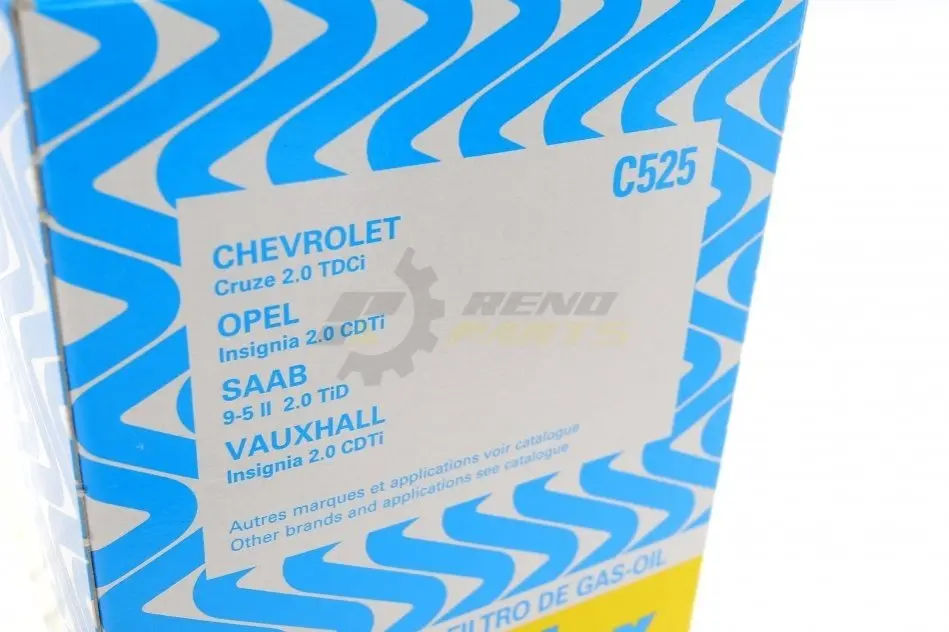 C525
CHEVROLET
Cruze 2.0 TDCi
OPEL
Insignia 2.0 CDTi
SAAB
9-5 II 2.0 TiD
VAUXHALL
Insignia 2.0 CDTi
RENO
PARTS
Autres marques et applications voir catalogue
Other brands and applications see catalogue
FILTRO DE GAS-OIL